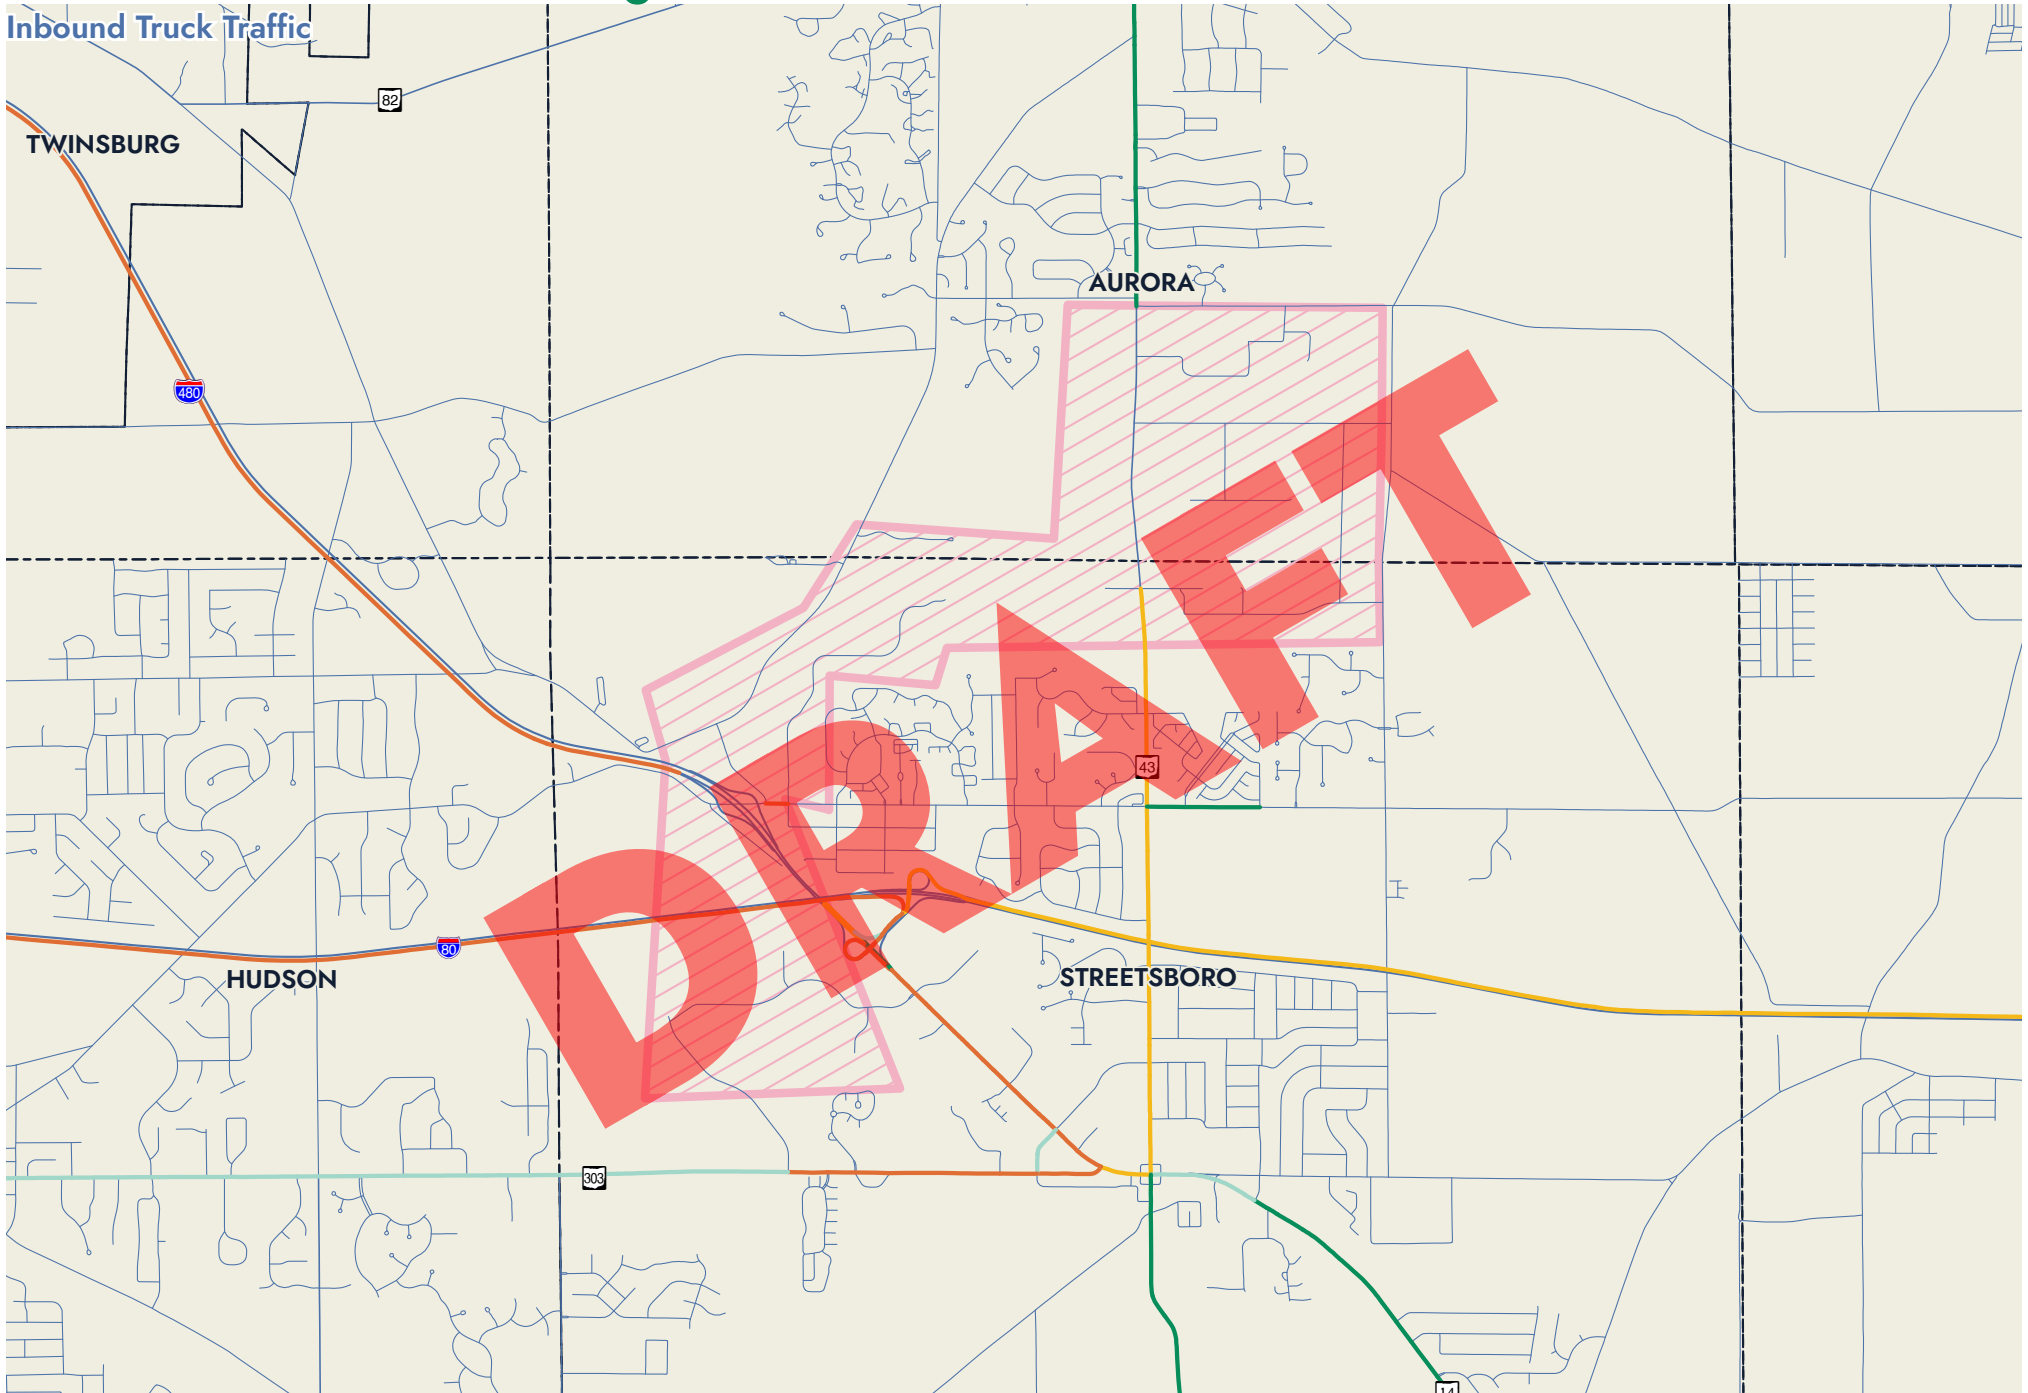 Inbound Truck Traffic
82
TWINSBURG
AURORA
480
43
80
HUDSON
STREETSBORO
303
14
DRAFT